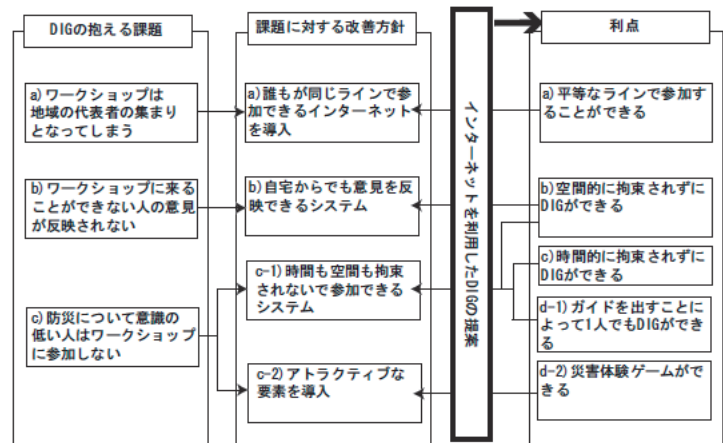 DIGの抱える課題
a)ワークショップは
地域の代表者の集まり
となってしまう
b)ワークショップに来る
ことができない人の意見
が反映されない
c)防災について意識の
低い人はワークショップ
に参加しない
課題に対する改善方針
a)誰もが同じラインで参
加できるインターネット
を導入
b)自宅からでも意見を反
映できるシステム
c-1)時間も空間も拘束
されないで参加できる
システム
c-2)アトラクティブな
要素を導入
インターネットを利用したDIGの提案
利点
a)平等なラインで参加す
ることができる
b)空間的に拘束されずに
DIGができる
c)時間的に拘束されずに
DIGができる
d-1)ガイドを出すことに
よって1人でもDIGができ
る
d-2)災害体験ゲームがで
きる